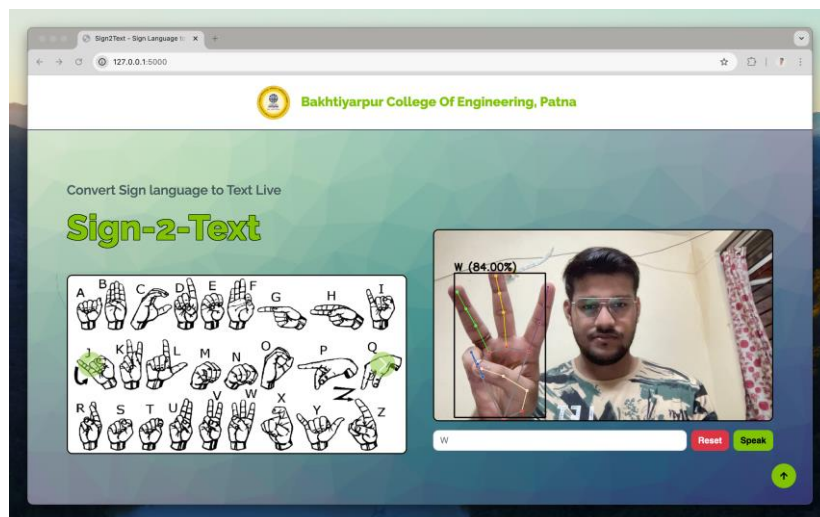 Sign2Text - Sign Language to
127.0.0.1:5000
Bakhtiyarpur College Of Engineering, Patna
Convert Sign language to Text Live
Sign-2-Text
W (84.00%)
A B C D E F G H I
J K L M N O P Q
R S T U V W X Y Z
W
Reset
Speak